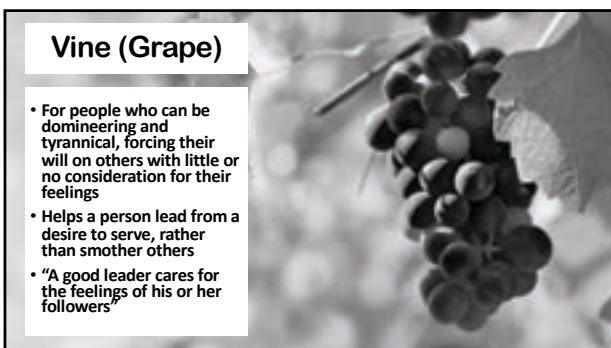 Vine (Grape)
• For people who can be
domineering and
tyrannical, forcing their
will on others with little or
no consideration for their
feelings
• Helps a person lead from a
desire to serve, rather
than smother others
• “A good leader cares for
the feelings of his or her
followers”